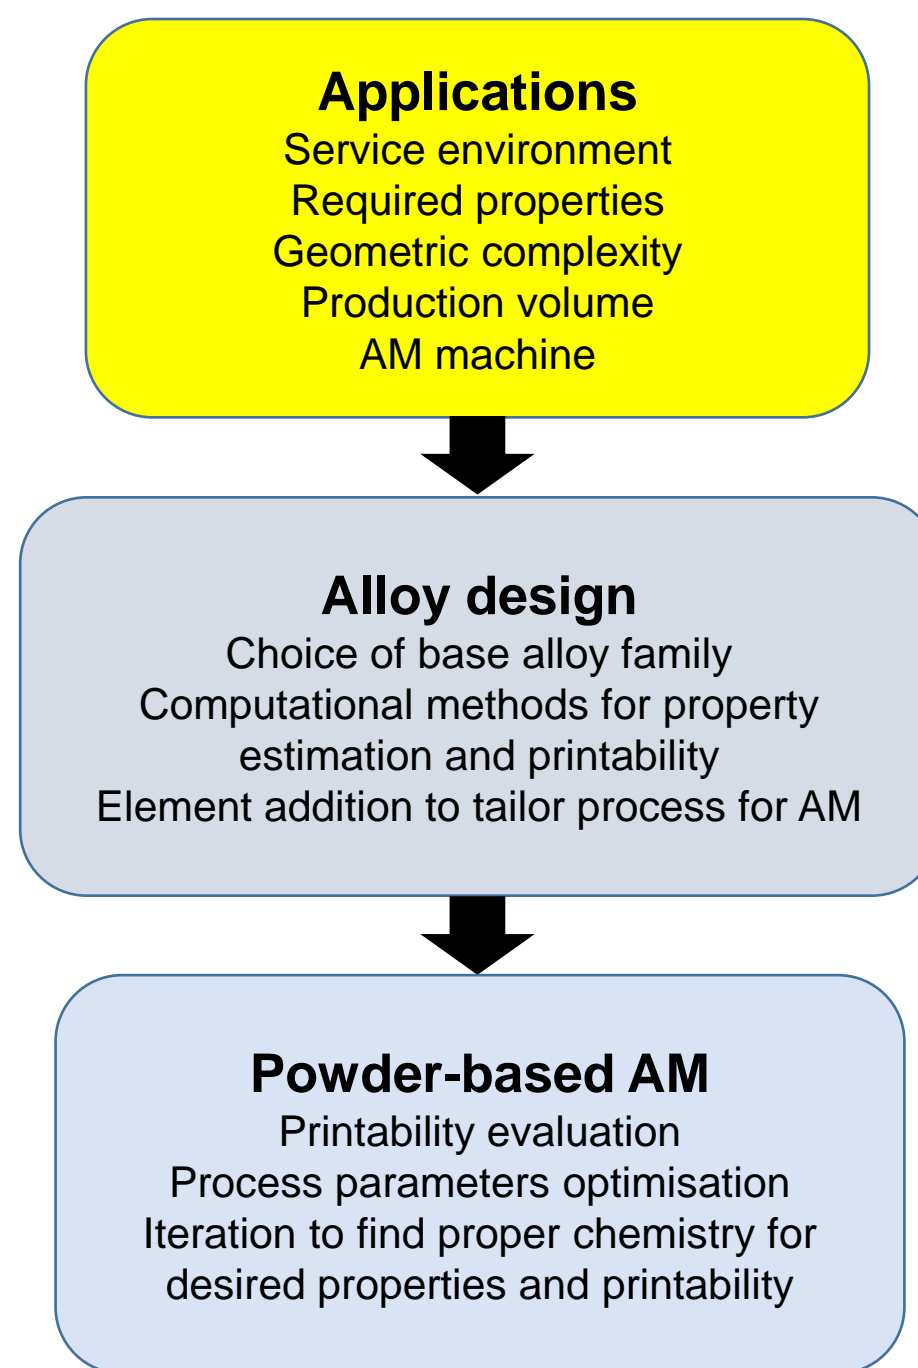 Applications
Service environment
Required properties
Geometric complexity
Production volume
AM machine
Alloy design
Choice of base alloy family
Computational methods for property
estimation and printability
Element addition to tailor process for AM
Powder-based AM
Printability evaluation
Process parameters optimisation
Iteration to find proper chemistry for
desired properties and printability